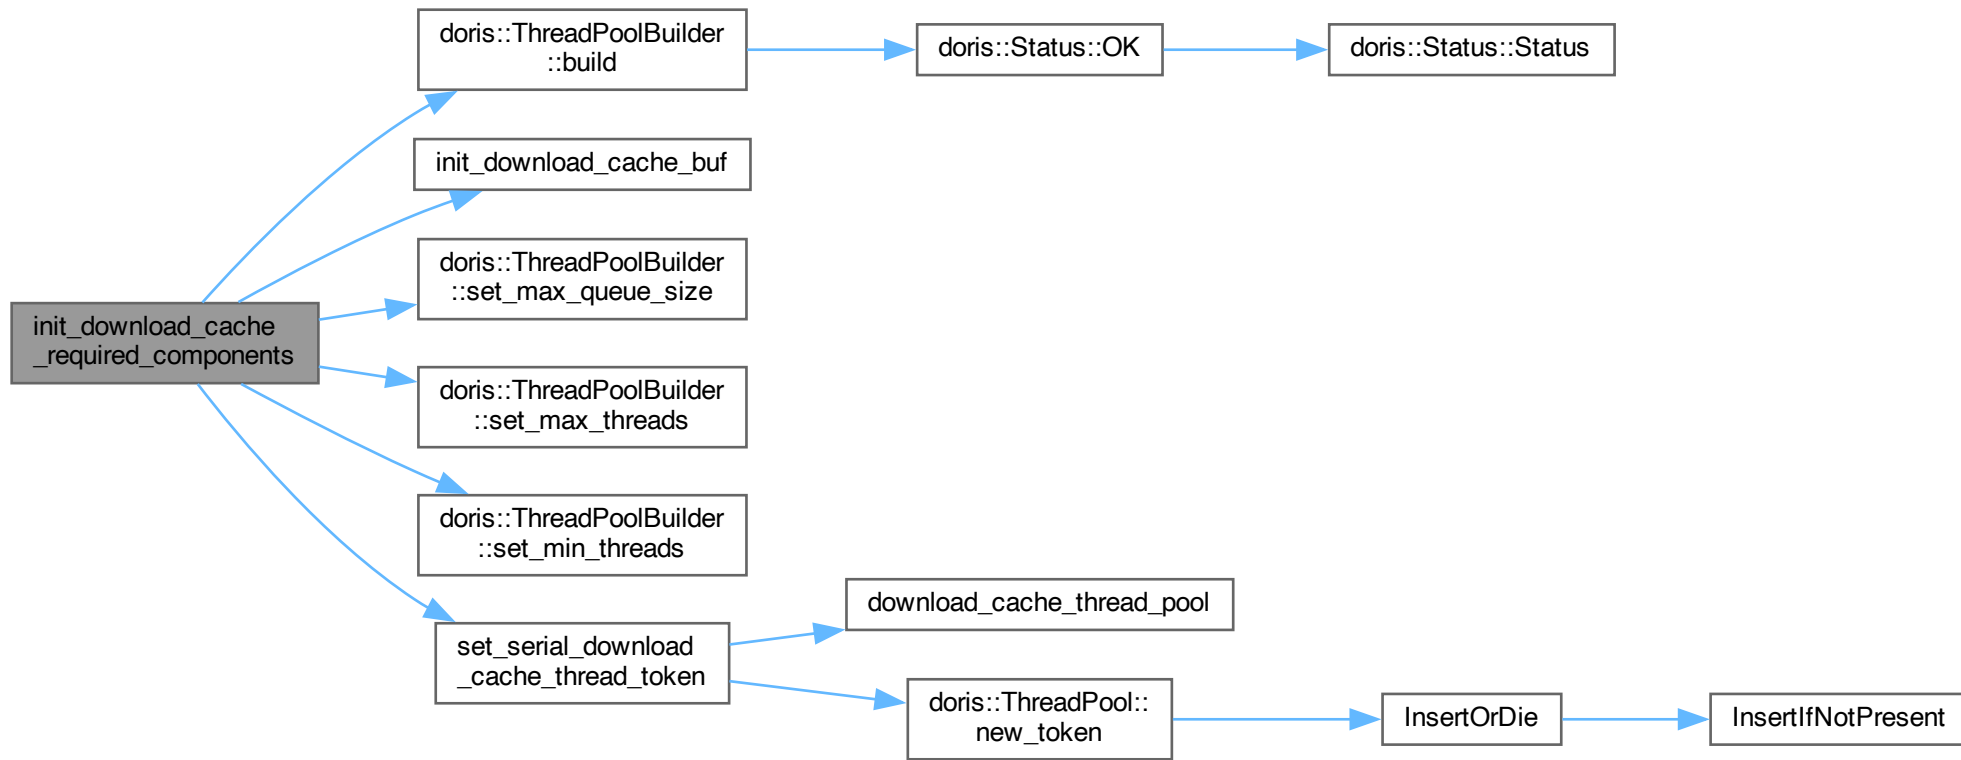 doris::ThreadPoolBuilder
::build
doris::Status::OK
doris::Status::Status
init_download_cache_buf
doris::ThreadPoolBuilder
::set_max_queue_size
init_download_cache
_required_components
doris::ThreadPoolBuilder
::set_max_threads
doris::ThreadPoolBuilder
::set_min_threads
download_cache_thread_pool
set_serial_download
_cache_thread_token
doris::ThreadPool::
new_token
InsertOrDie
InsertIfNotPresent